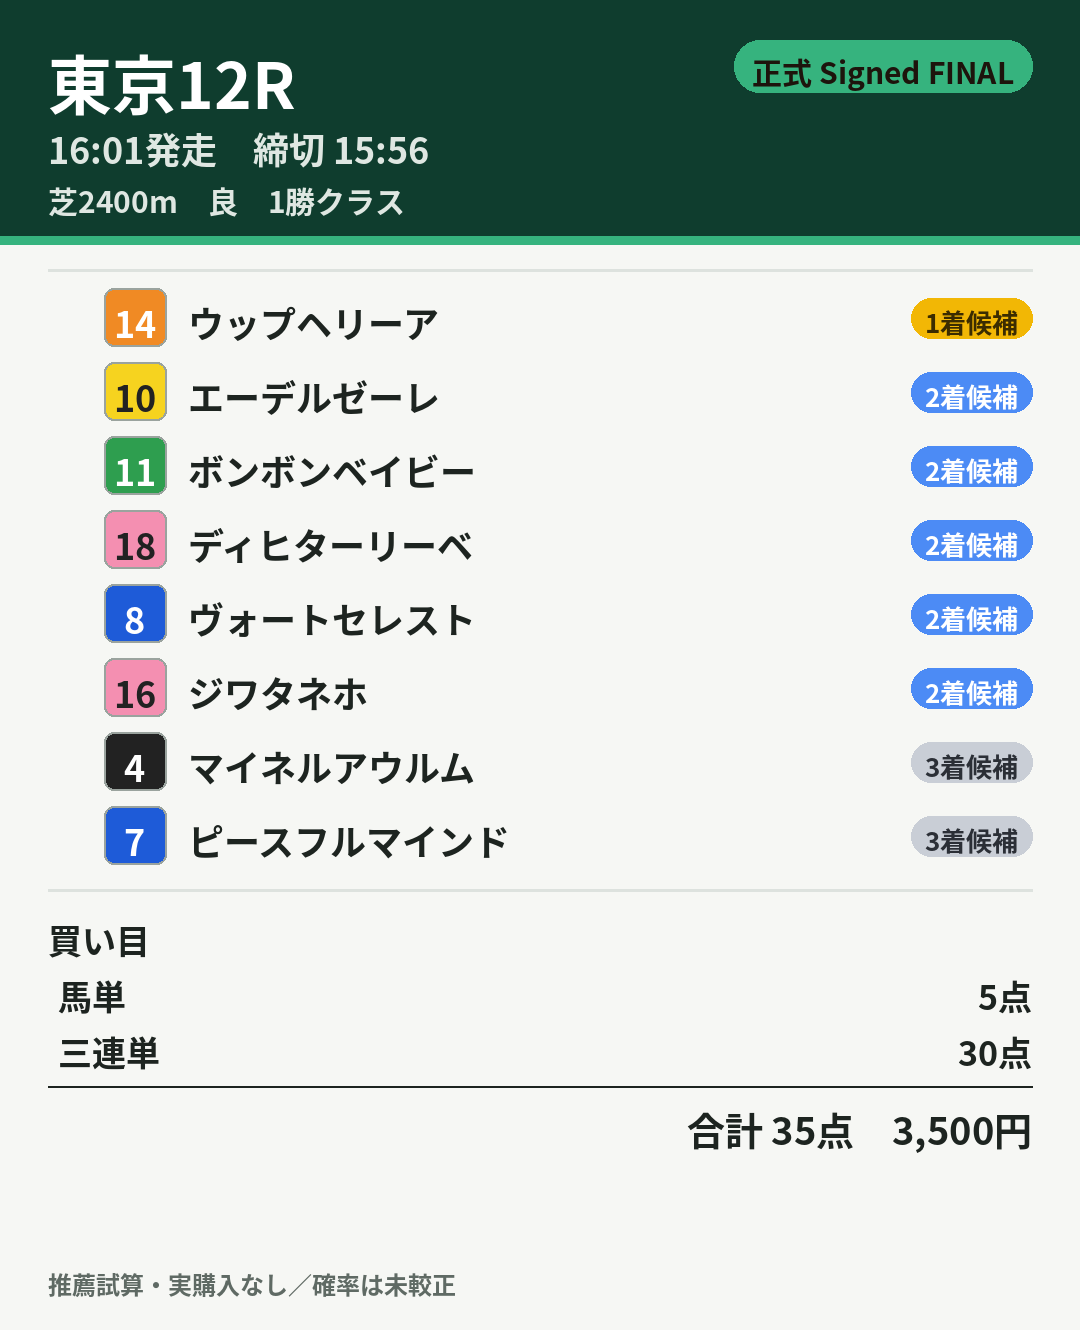 東京12R
正式 Signed FINAL
16:01発走　締切 15:56
芝2400m　良　1勝クラス
14 ウップヘリーア 1着候補
10 エーデルゼーレ 2着候補
11 ボンボンベイビー 2着候補
18 ディヒターリーベ 2着候補
8 ヴォートセレスト 2着候補
16 ジワタネホ 2着候補
4 マイネルアウルム 3着候補
7 ピースフルマインド 3着候補
買い目
馬単 5点
三連単 30点
合計 35点　3,500円
推薦試算・実購入なし／確率は未較正